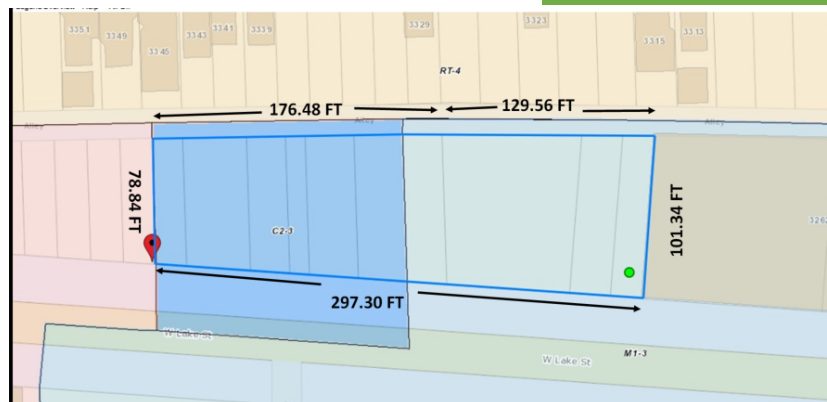 3351
3349
3345
3343
3341
3339
3329
3323
3315
3313
RT-4
176.48 FT
129.56 FT
Alley
Alley
Alley
78.84 FT
C2-3
101.34 FT
297.30 FT
W Lake St
W Lake St
M1-3